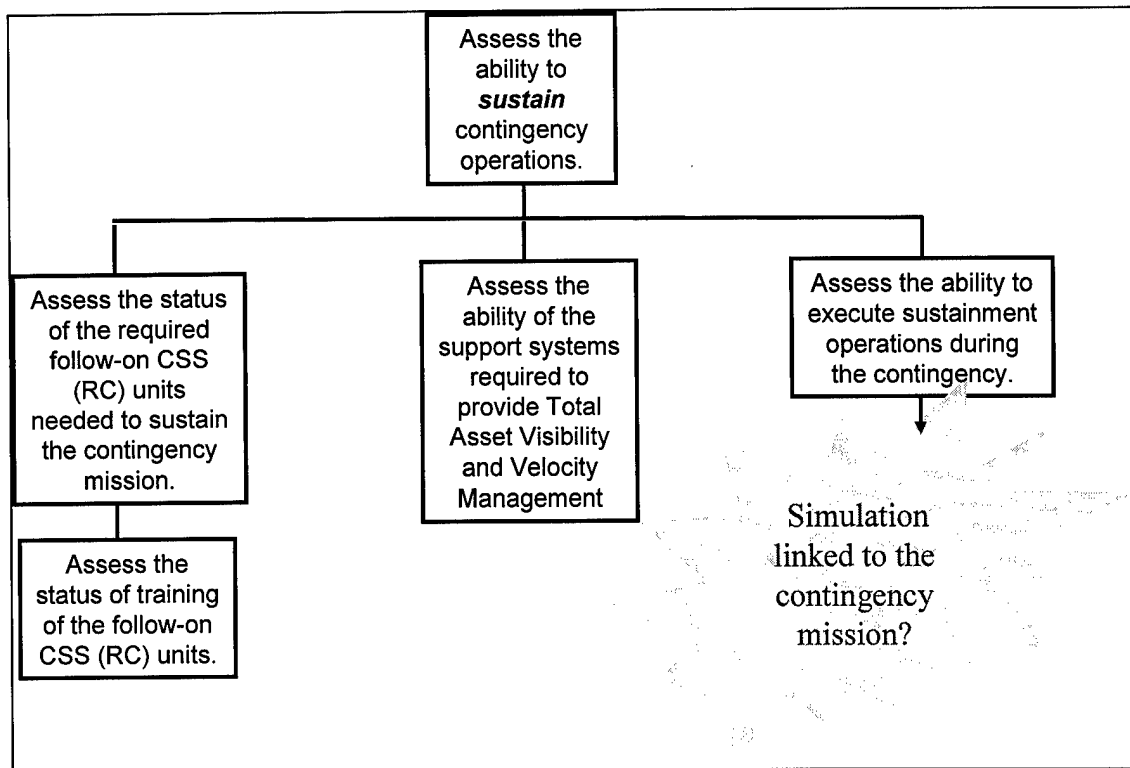 Assess the
ability to
sustain
contingency
operations.
Assess the status
of the required
follow-on CSS
(RC) units
needed to sustain
the contingency
mission.
Assess the
status of training
of the follow-on
CSS (RC) units.
Assess the
ability of the
support systems
required to
provide Total
Asset Visibility
and Velocity
Management
Assess the ability to
execute sustainment
operations during
the contingency.
Simulation
linked to the
contingency
mission?